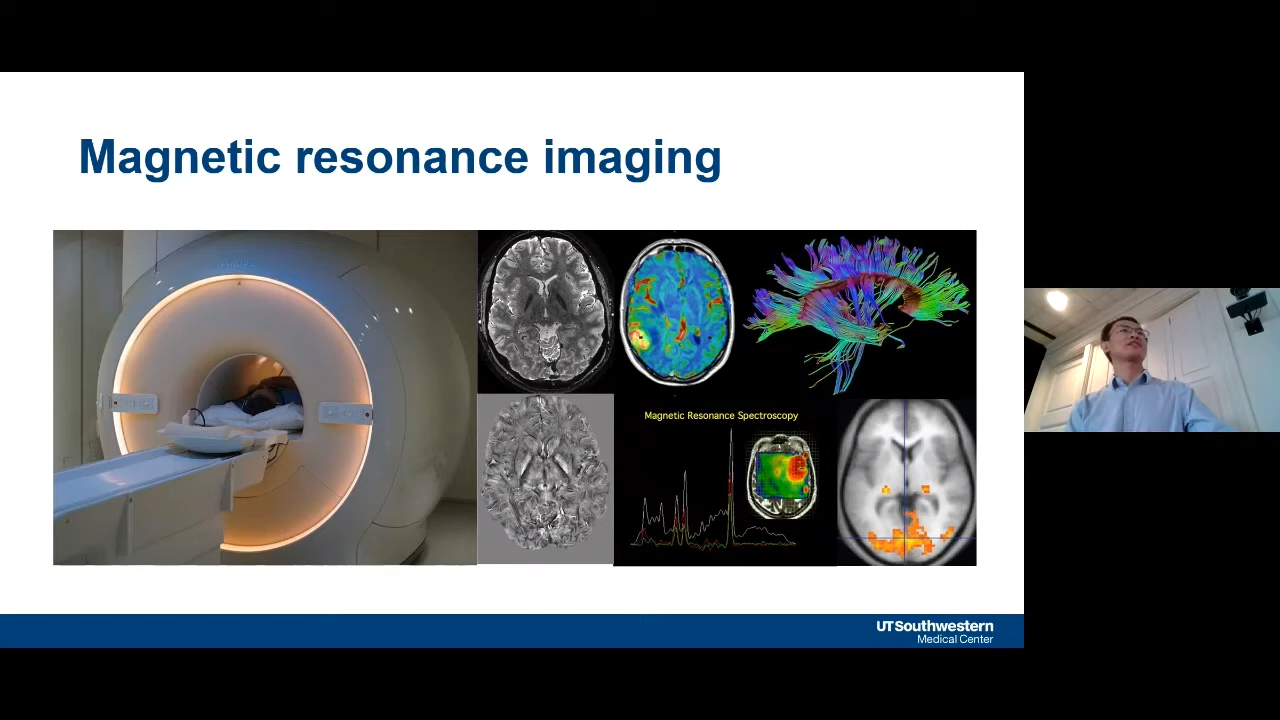 Magnetic resonance imaging
Magnetic Resonance Spectroscopy
UTSouthwestern
Medical Center